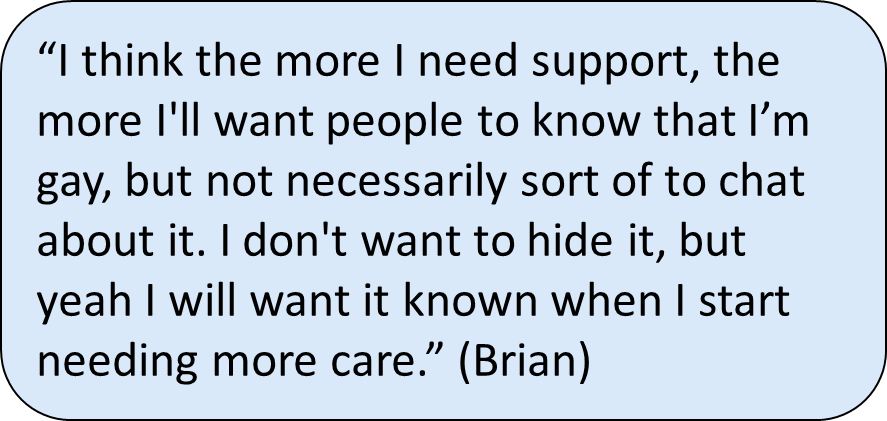 “I think the more I need support, the
more I'll want people to know that I’m
gay, but not necessarily sort of to chat
about it. I don't want to hide it, but
yeah I will want it known when I start
needing more care.” (Brian)